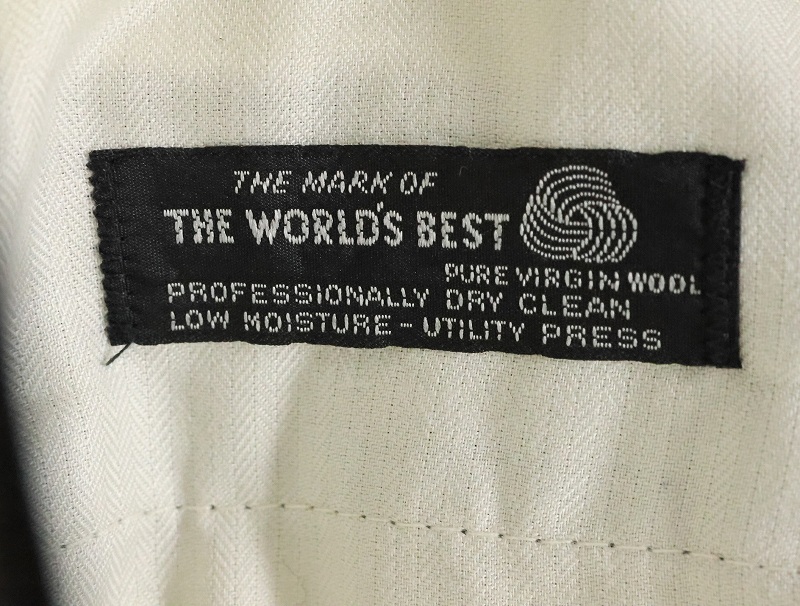 THE MARK OF
THE WORLD'S BEST
PURE VIRGIN WOOL
PROFESSIONALLY DRY CLEAN
LOW MOISTURE - UTILITY PRESS